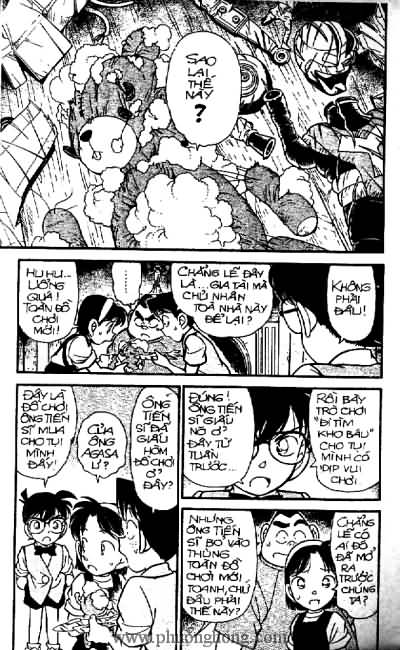 SAO
LẠI
THẾ
NÀY
?
KHÔNG
PHẢI
ĐÂU!
CHẲNG LẼ ĐÂY
LÀ... GIA TÀI MÀ
CHỦ NHÂN
TOÀ NHÀ NÀY
ĐỂ LẠI?
........
HU HU...
UỔNG
QUÁ!
TOÀN ĐỒ
CHƠI
MỚI!
RỒI BÀY
TRÒ CHƠI
"ĐI TÌM
KHO BÁU"
CHO TỤI
MÌNH CÓ
DỊP VUI
CHƠI
ĐÚNG!
ÔNG TIẾN
SĨ GIẤU
NÓ Ở
ĐÂY TỪ
TUẦN
TRƯỚC...
ÔNG
TIẾN
SĨ ĐÃ
GIẤU
HÒM
ĐỒ CHƠI
Ở
ĐÂY?
CỦA
ÔNG
AGASA
Ư?
ĐÂY LÀ
ĐỒ CHƠI
ÔNG TIẾN
SĨ MUA
CHO TỤI
MÌNH
ĐẤY!
CHẲNG
LẼ CÓ
AI ĐÓ
ĐÃ MỞ
RA
TRƯỚC
CHÚNG
TA?
NHƯNG
ÔNG TIẾN
SĨ BỎ VÀO
THÙNG
TOÀN ĐỒ
CHƠI MỚI
TOANH, CHỨ
ĐÂU PHẢI
THẾ NÀY?
www.phuonghong.com